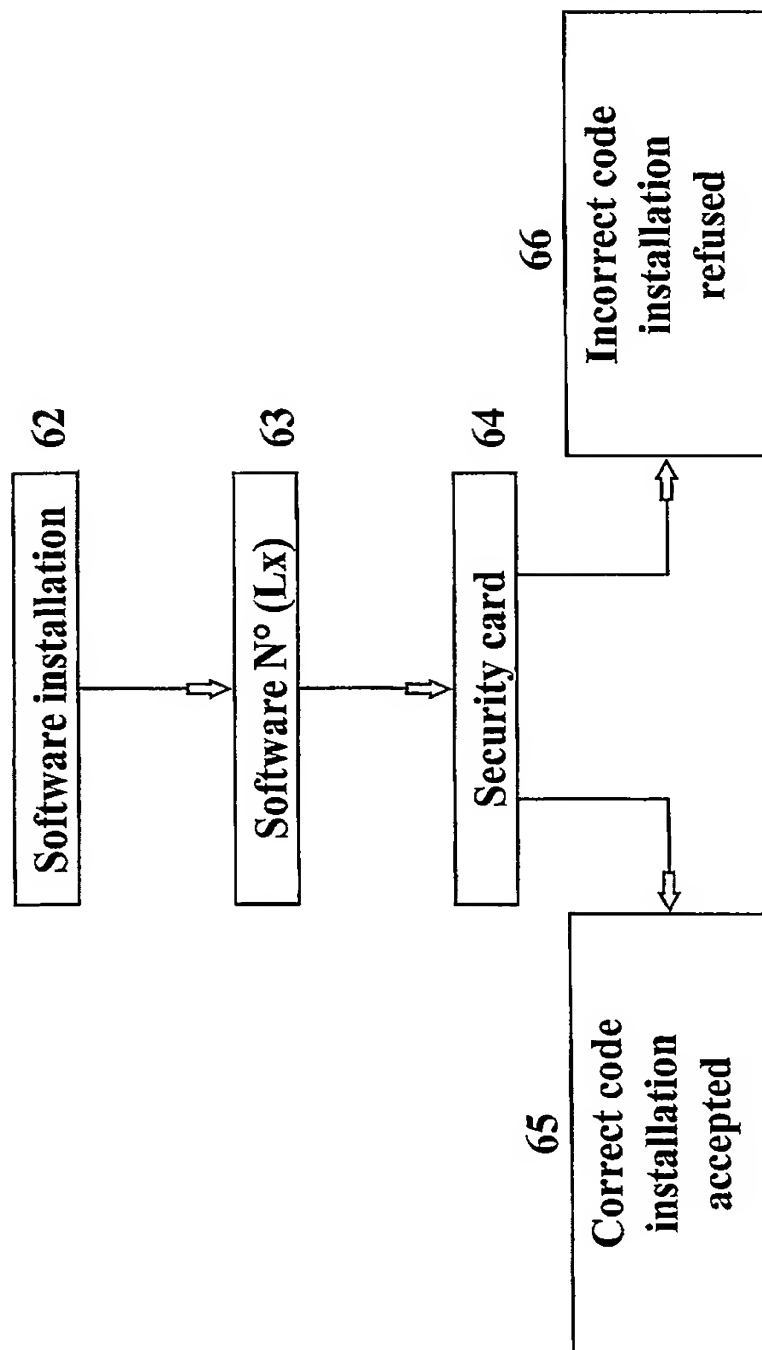 Software installation
62
Software N° (Lx)
63
Security card
64
65
Correct code
installation
accepted
66
Incorrect code
installation
refused